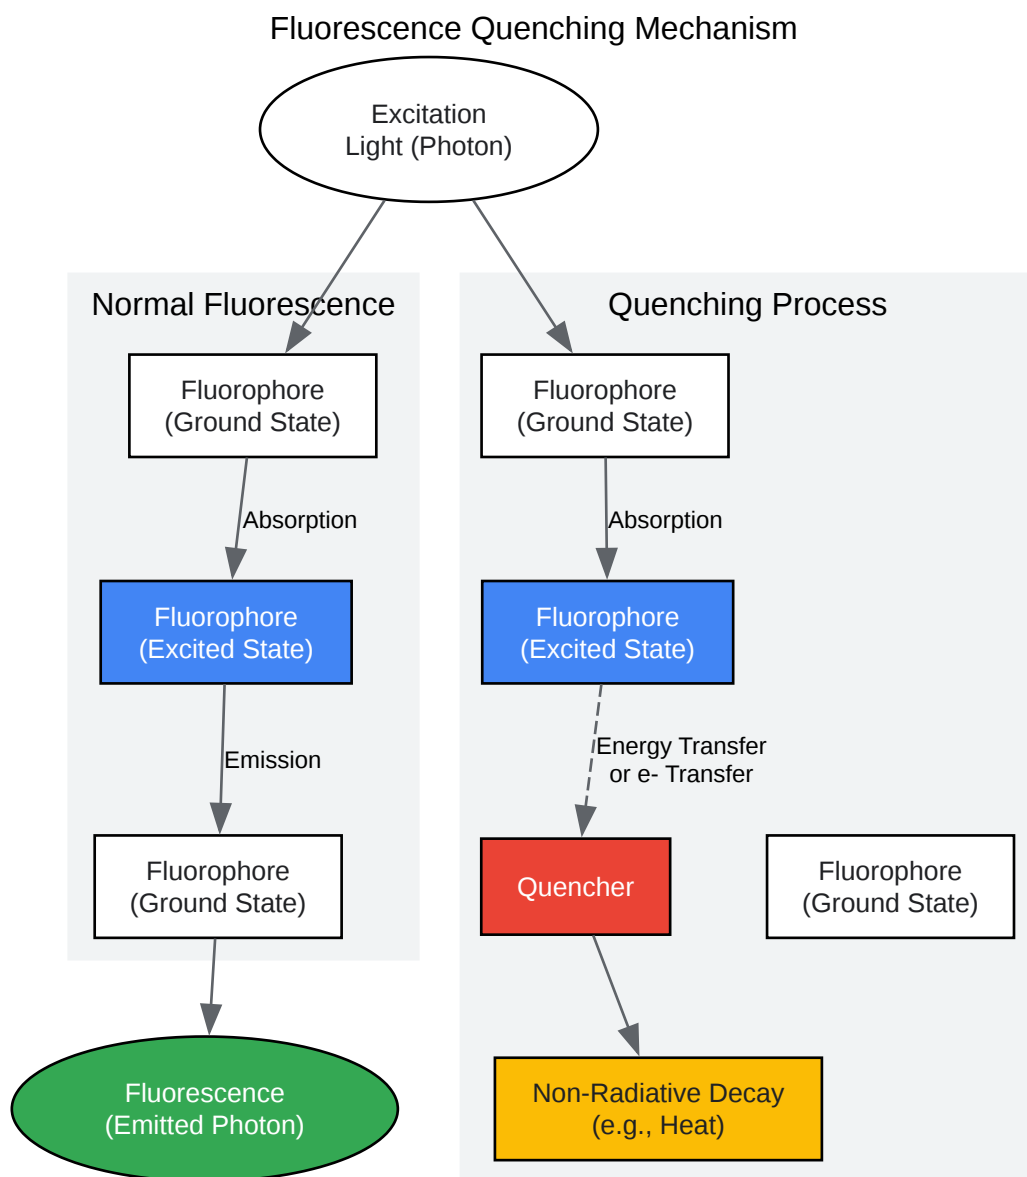 Fluorescence Quenching Mechanism
Excitation
Light (Photon)
Normal Fluorescence
Fluorophore
(Ground State)
Absorption
Fluorophore
(Excited State)
Emission
Fluorophore
(Ground State)
Fluorescence
(Emitted Photon)
Quenching Process
Fluorophore
(Ground State)
Absorption
Fluorophore
(Excited State)
Energy Transfer
or e- Transfer
Quencher
Fluorophore
(Ground State)
Non-Radiative Decay
(e.g., Heat)